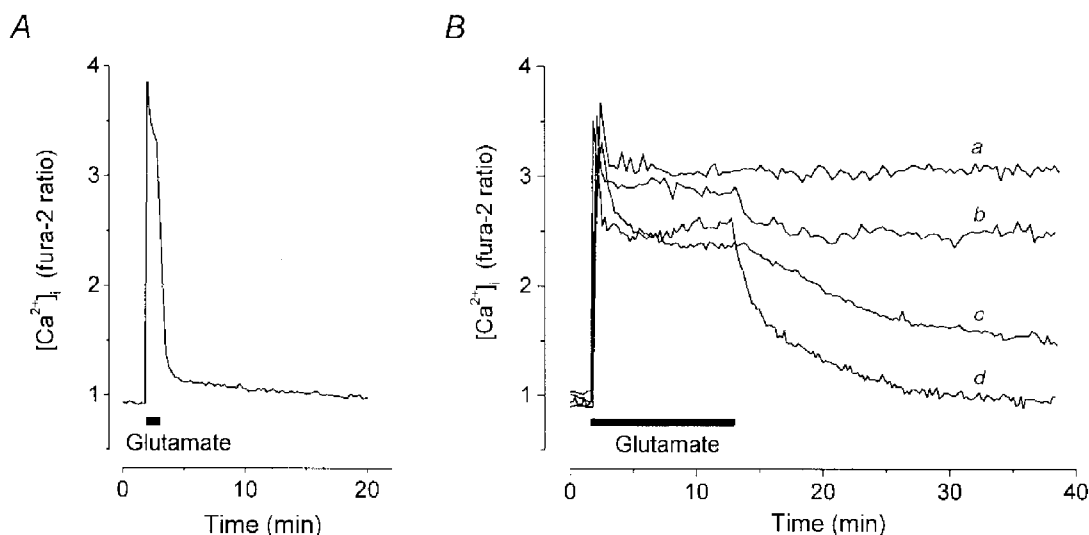 A
[Ca²⁺]ᵢ (fura-2 ratio)
4
3
2
1
Glutamate
0 10 20
Time (min)
B
[Ca²⁺]ᵢ (fura-2 ratio)
4
3
2
1
a
b
c
d
Glutamate
0 10 20 30 40
Time (min)